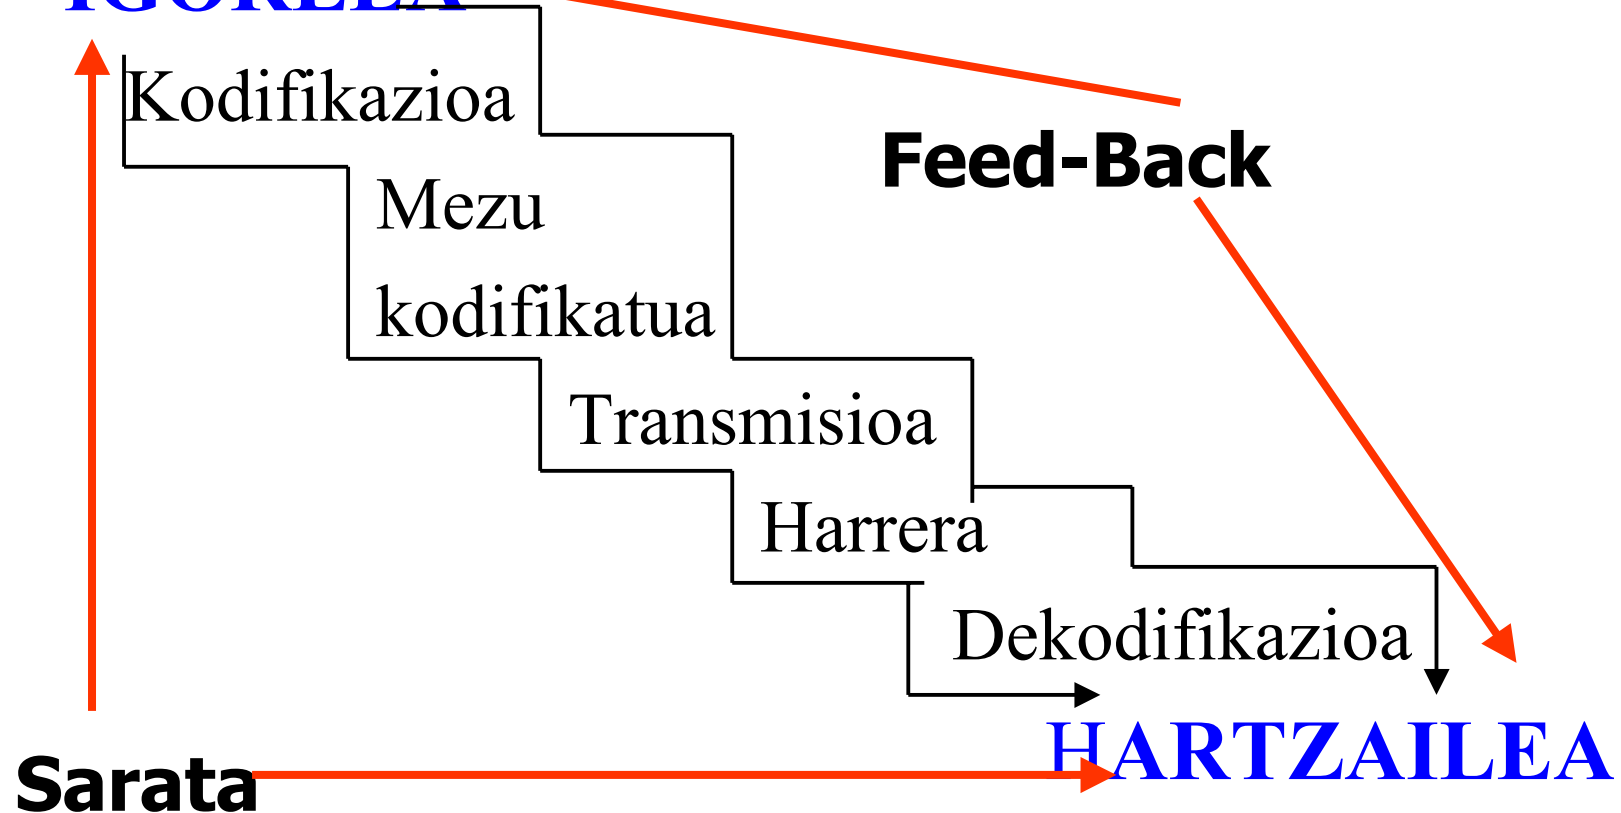 Kodifikazioa
Feed-Back
Mezu
kodifikatua
Transmisioa
Harrera
Dekodifikazioa
HARTZAILEA
Sarata